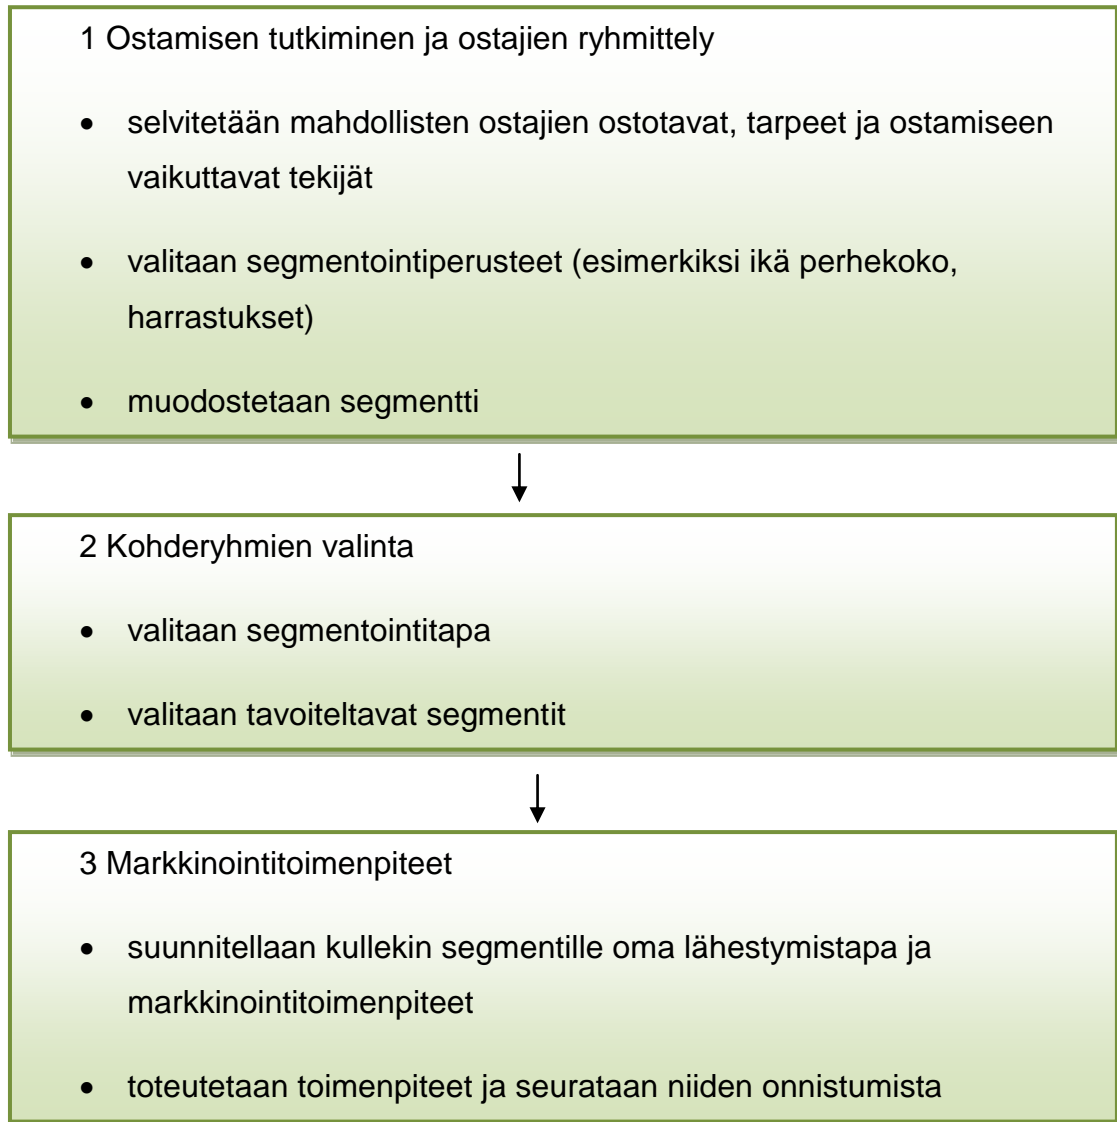 1 Ostamisen tutkiminen ja ostajien ryhmittely
• selvitetään mahdollisten ostajien ostotavat, tarpeet ja ostamiseen
vaikuttavat tekijät
• valitaan segmentointiperusteet (esimerkiksi ikä perhekoko,
harrastukset)
• muodostetaan segmentti
2 Kohderyhmien valinta
• valitaan segmentointitapa
• valitaan tavoiteltavat segmentit
3 Markkinointitoimenpiteet
• suunnitellaan kullekin segmentille oma lähestymistapa ja
markkinointitoimenpiteet
• toteutetaan toimenpiteet ja seurataan niiden onnistumista